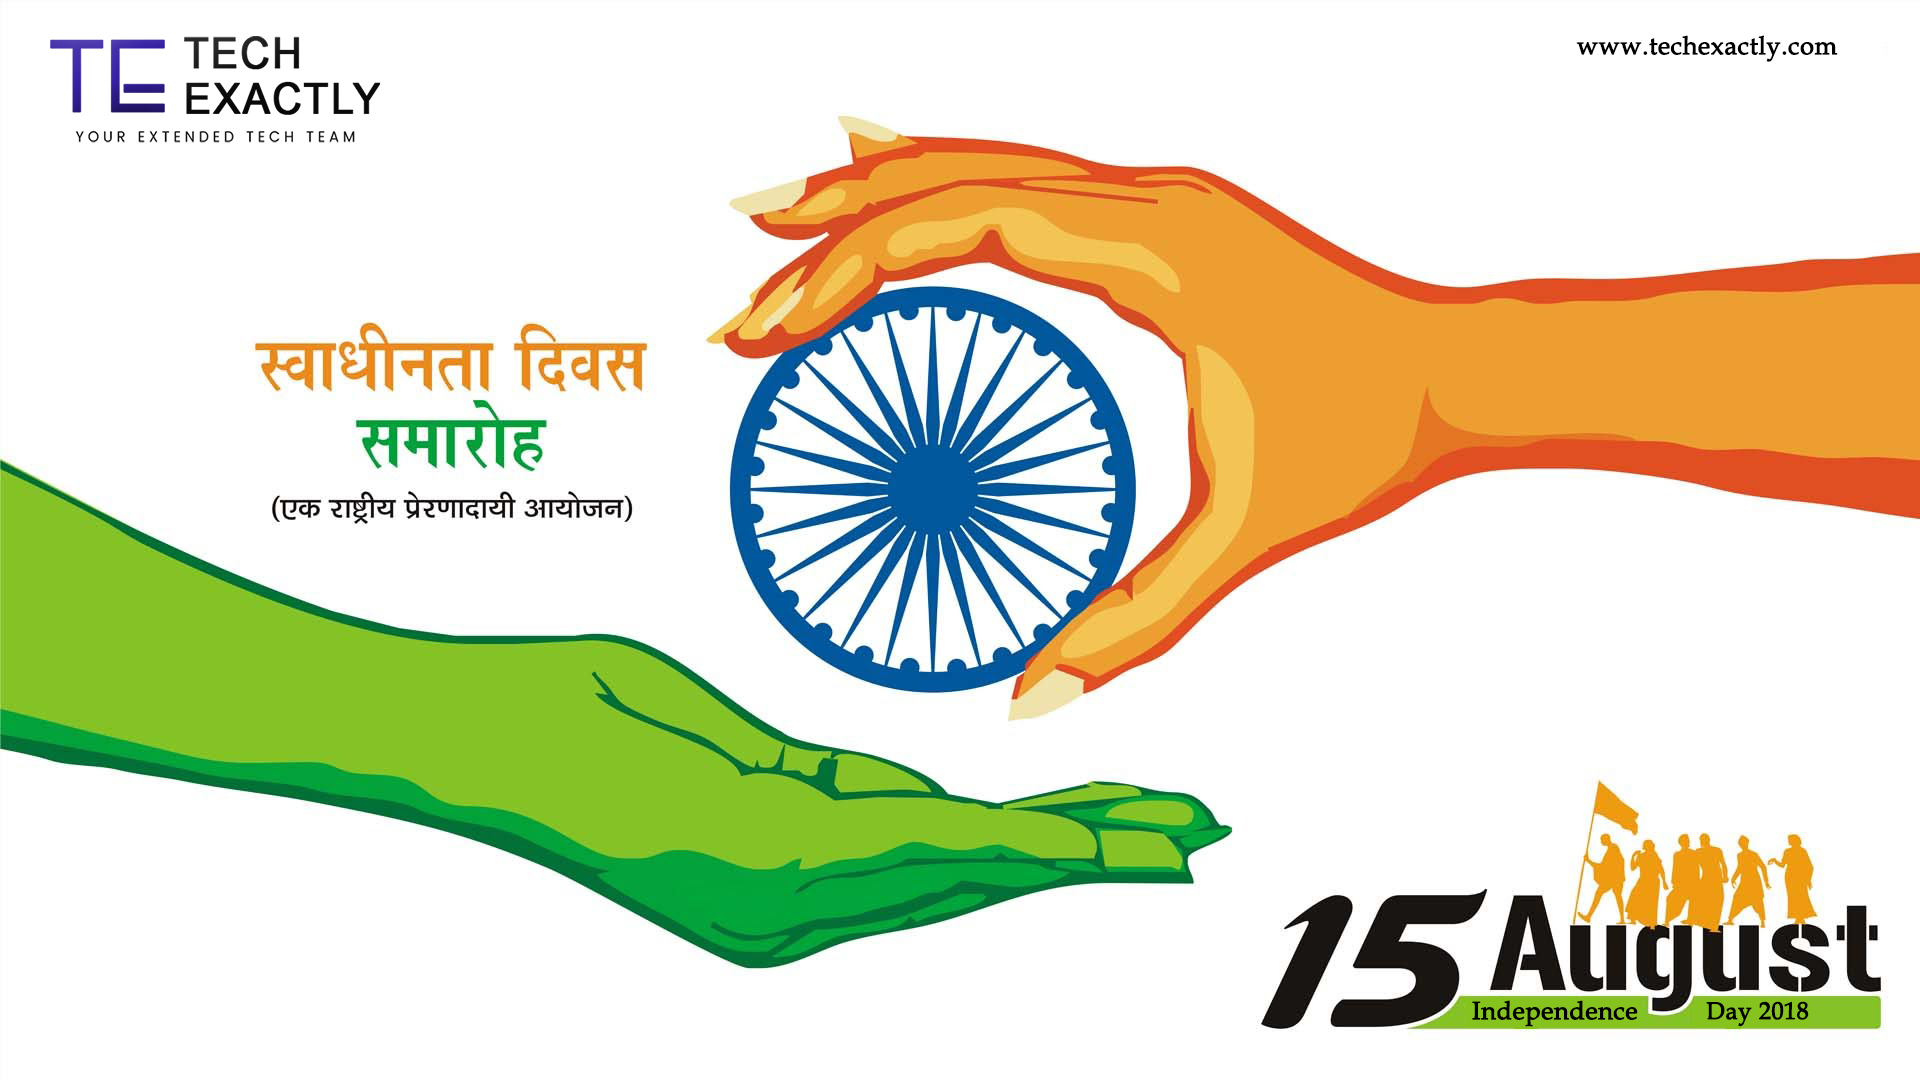 TE TECH
EXACTLY
YOUR EXTENDED TECH TEAM
www.techexactly.com
स्वाधीनता दिवस
समारोह
(एक राष्ट्रीय प्रेरणादायी आयोजन)
15 August
Independence Day 2018